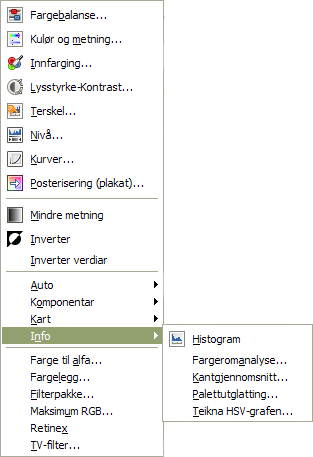 Fargebalanse...
Kulør og metning...
Innfarging...
Lysstyrke-Kontrast...
Terskel...
Nivå...
Kurver...
Posterisering (plakat)...
Mindre metning
Inverter
Inverter verdiar
Auto
Komponentar
Kart
Info
Histogram
Fargeromanalyse...
Kantgjennomsnitt...
Palettutglatting...
Teikna HSV-grafen...
Farge til alfa...
Fargelegg...
Filterpakke...
Maksimum RGB...
Retinex
TV-filter...